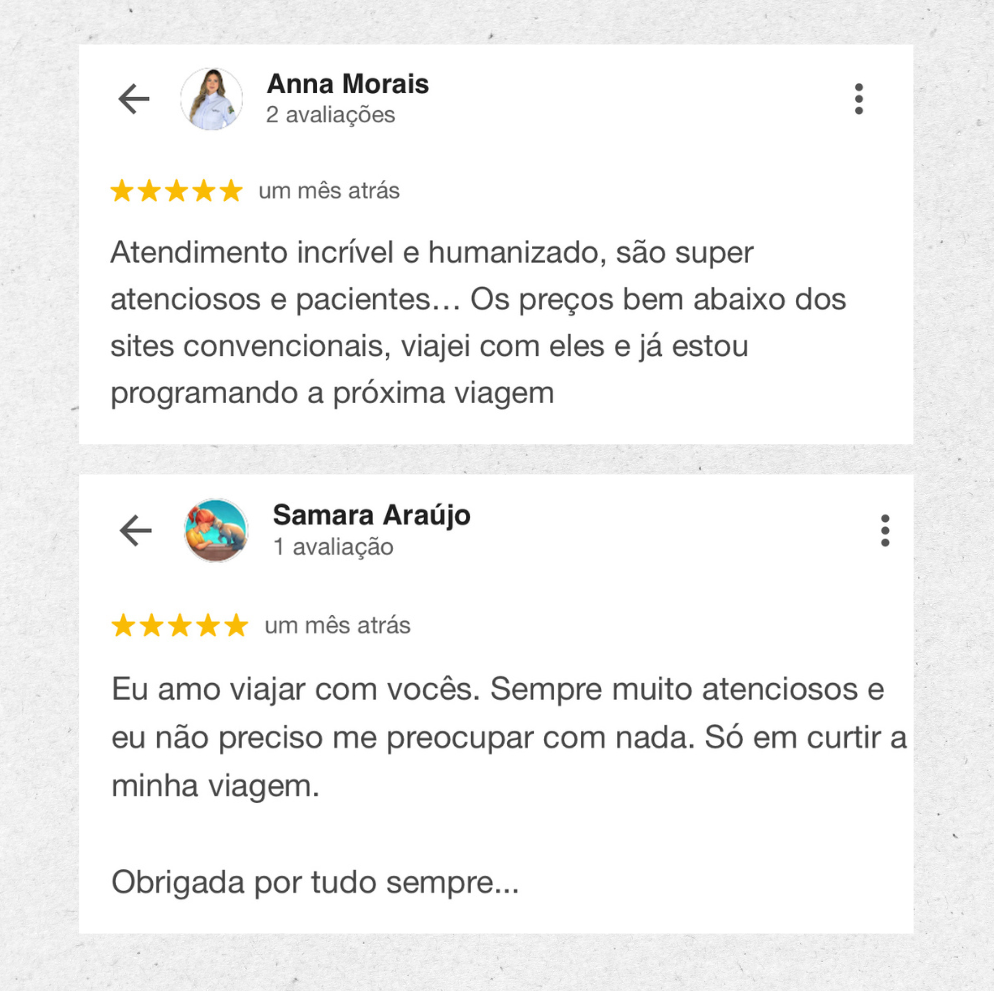 Anna Morais
2 avaliações
um mês atrás
Atendimento incrível e humanizado, são super
atenciosos e pacientes... Os preços bem abaixo dos
sites convencionais, viajei com eles e já estou
programando a próxima viagem
Samara Araújo
1 avaliação
um mês atrás
Eu amo viajar com vocês. Sempre muito atenciosos e
eu não preciso me preocupar com nada. Só em curtir a
minha viagem.
Obrigada por tudo sempre...